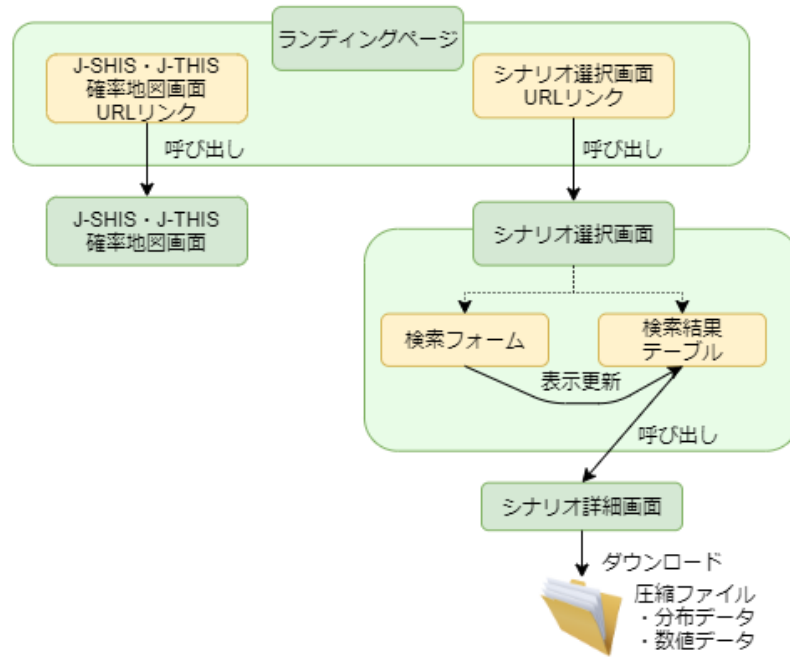 ランディングページ
J-SHIS・J-THIS
確率地図画面
URLリンク
シナリオ選択画面
URLリンク
呼び出し
呼び出し
J-SHIS・J-THIS
確率地図画面
シナリオ選択画面
検索フォーム
検索結果
テーブル
表示更新
呼び出し
シナリオ詳細画面
ダウンロード
圧縮ファイル
・分布データ
・数値データ